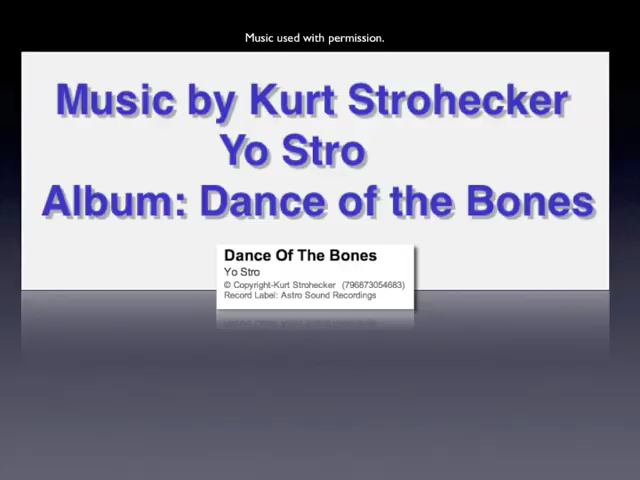 Music used with permission.
Music by Kurt Strohecker
Yo Stro
Album: Dance of the Bones
Dance Of The Bones
Yo Stro
© Copyright-Kurt Strohecker (796873054683)
Record Label: Astro Sound Recordings